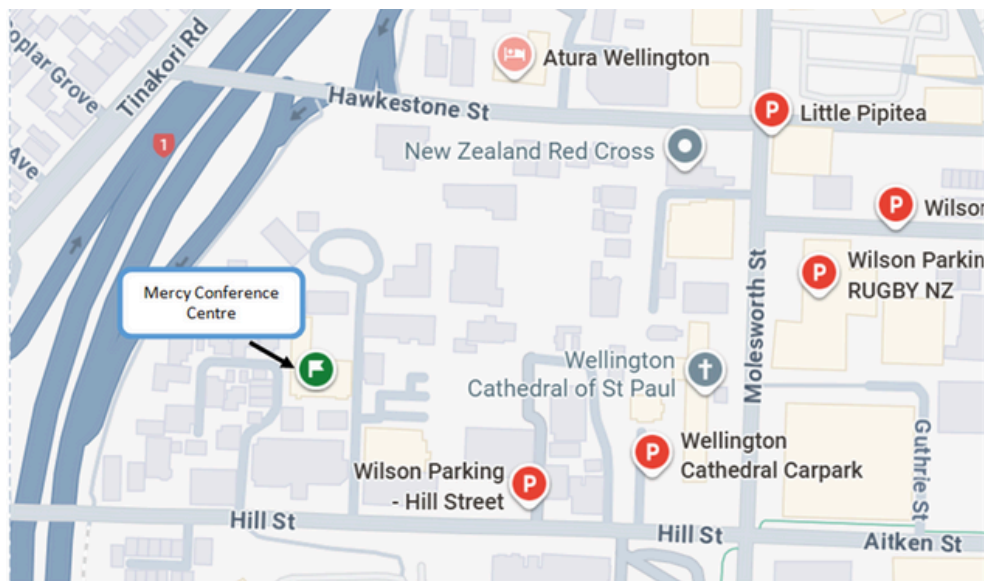 oplar Grove
Tinakori Rd
Ave
1
Hawkestone St
Atura Wellington
P
Little Pipitea
New Zealand Red Cross
P
Wilson
Molesworth St
P
Wilson Parkin
RUGBY NZ
Mercy Conference
Centre
Wellington
Cathedral of St Paul
Wellington
Cathedral Carpark
P
Wilson Parking
- Hill Street
P
Guthrie St
Hill St
Hill St
Aitken St